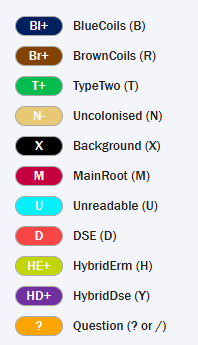 Bl+ BlueCoils (B)
Br+ BrownCoils (R)
T+ TypeTwo (T)
N- Uncolonised (N)
X Background (X)
M MainRoot (M)
U Unreadable (U)
D DSE (D)
HE+ HybridErm (H)
HD+ HybridDse (Y)
? Question (? or /)